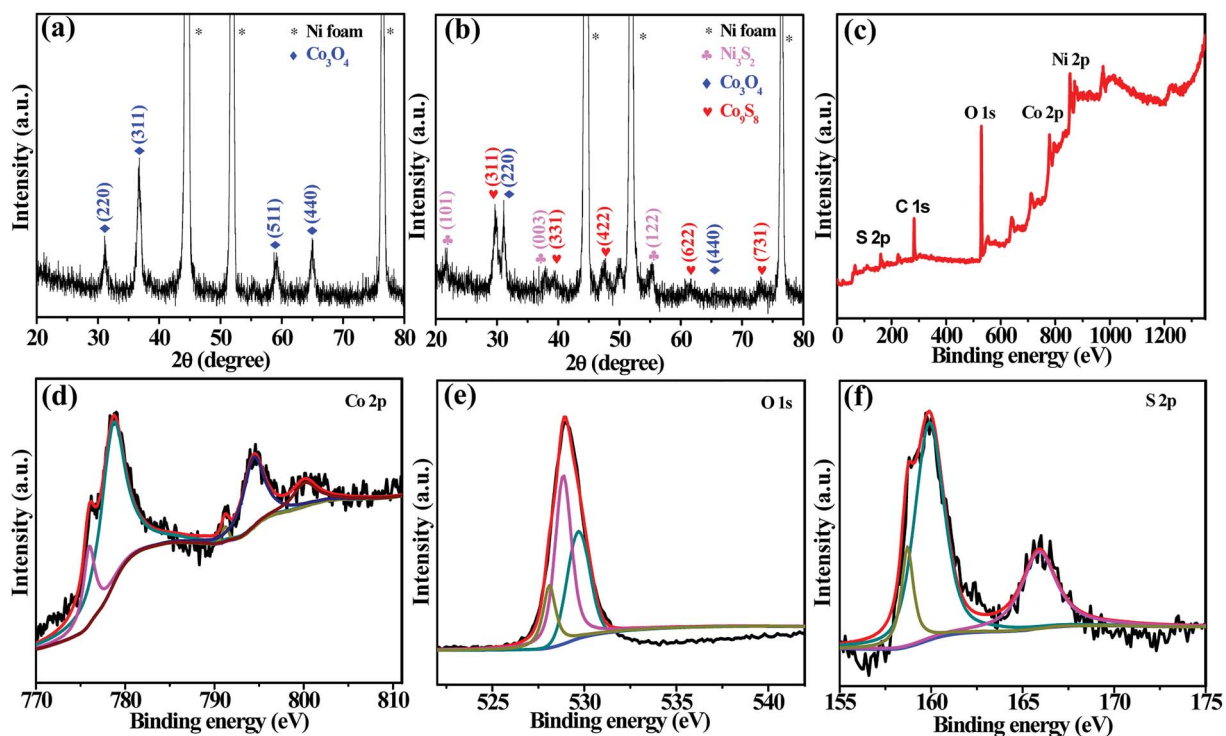 (a)
* Ni foam
♦ Co₃O₄
* * *
♦(220)
♦(311)
♦(511)
♦(440)
Intensity (a.u.)
20 30 40 50 60 70 80
2θ (degree)
(b)
* Ni foam
♣ Ni₃S₂
♦ Co₃O₄
♥ Co₉S₈
* * *
♣(101)
♥(311)
♦(220)
♣(003)
♥(331)
♥(422)
♣(122)
♥(622)
♦(440)
♥(731)
Intensity (a.u.)
20 30 40 50 60 70 80
2θ (degree)
(c)
S 2p
C 1s
O 1s
Co 2p
Ni 2p
Intensity (a.u.)
0 200 400 600 800 1000 1200
Binding energy (eV)
(d)
Co 2p
Intensity (a.u.)
770 780 790 800 810
Binding energy (eV)
(e)
O 1s
Intensity (a.u.)
525 530 535 540
Binding energy (eV)
(f)
S 2p
Intensity (a.u.)
155 160 165 170 175
Binding energy (eV)